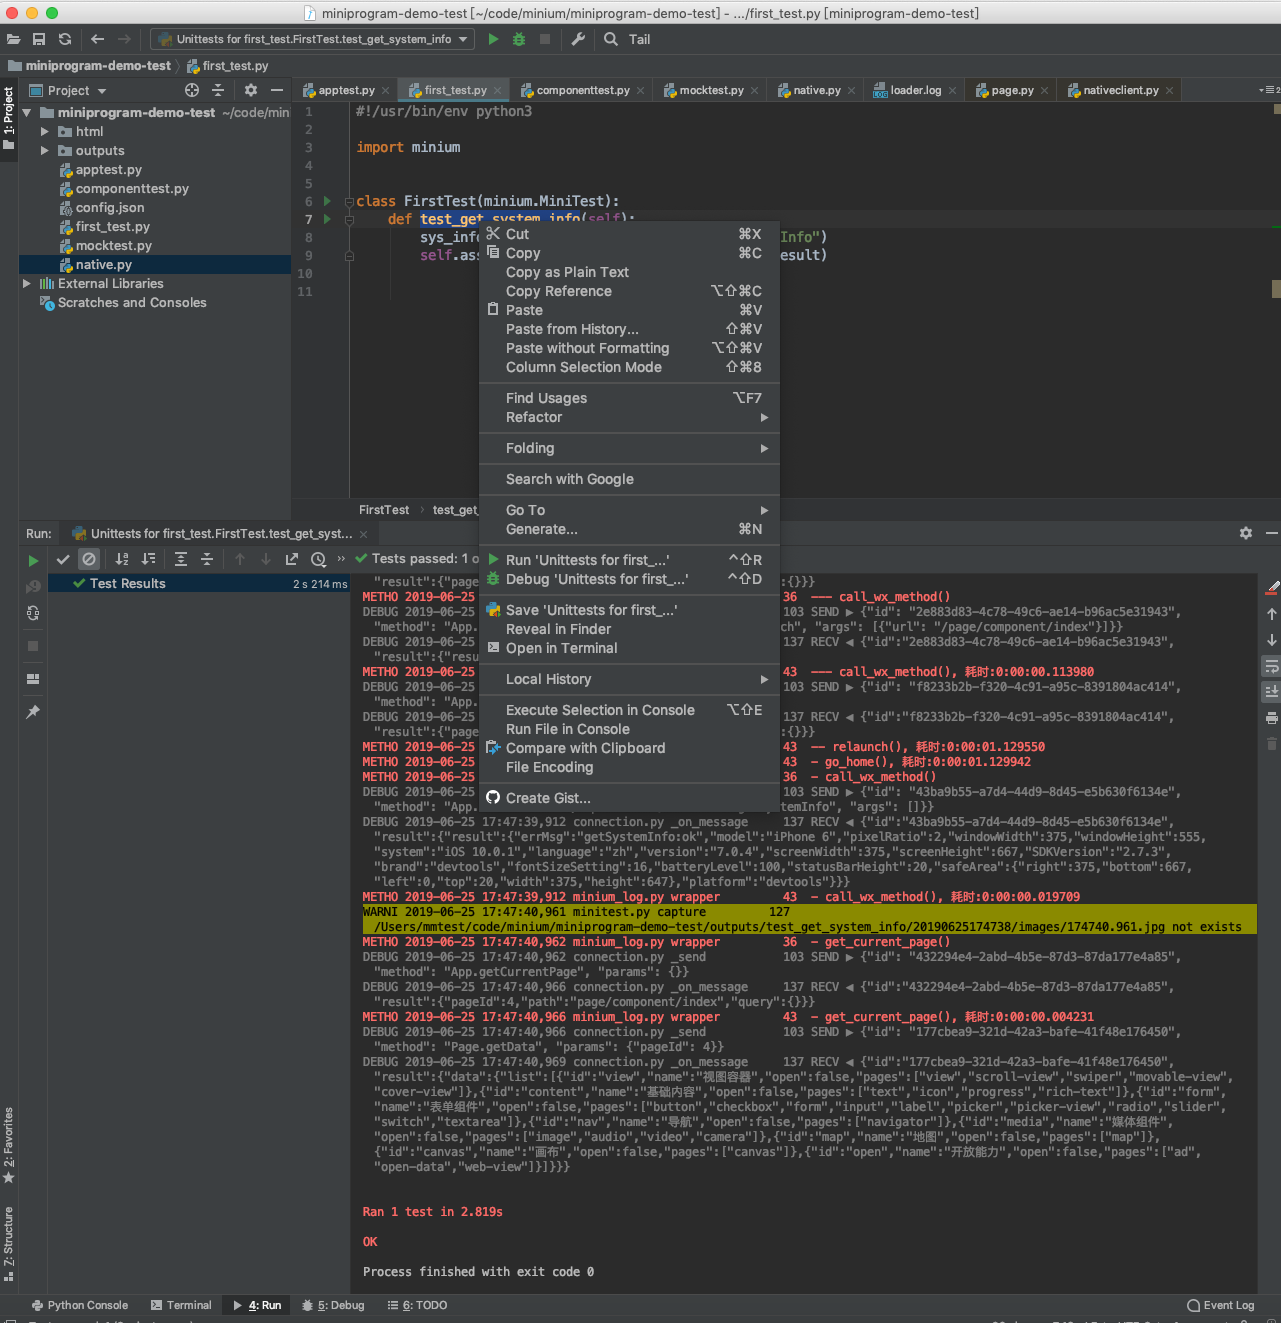 miniprogram-demo-test [~/code/minium/miniprogram-demo-test] - .../first_test.py [miniprogram-demo-test]
Unittests for first_test.FirstTest.test_get_system_info
Tail
miniprogram-demo-test
first_test.py
1: Project
Project
apptest.py
first_test.py
componenttest.py
mocktest.py
native.py
loader.log
page.py
nativeclient.py
miniprogram-demo-test ~/code/min
html
outputs
apptest.py
componenttest.py
config.json
first_test.py
mocktest.py
native.py
External Libraries
Scratches and Consoles
1 #!/usr/bin/env python3
2
3 import minium
4
5
6 class FirstTest(minium.MiniTest):
7 def test_get_system_info(self):
8 sys_info Info")
9 self.ass result)
10
11
Cut ⌘X
Copy ⌘C
Copy as Plain Text
Copy Reference ⌥⇧⌘C
Paste ⌘V
Paste from History... ⇧⌘V
Paste without Formatting ⌥⇧⌘V
Column Selection Mode ⇧⌘8
Find Usages ⌥F7
Refactor
Folding
Search with Google
Go To
Generate... ⌘N
Run 'Unittests for first_...' ^⇧R
Debug 'Unittests for first_...' ^⇧D
Save 'Unittests for first_...'
Reveal in Finder
Open in Terminal
Local History
Execute Selection in Console ⌥⇧E
Run File in Console
Compare with Clipboard
File Encoding
Create Gist...
FirstTest test_get
Run: Unittests for first_test.FirstTest.test_get_syst...
Tests passed: 1 o
Test Results 2 s 214 ms
"result":{"pag :{}}}
METHO 2019-06-25 36 --- call_wx_method()
DEBUG 2019-06-25 103 SEND ▶ {"id": "2e883d83-4c78-49c6-ae14-b96ac5e31943",
"method": "App. ch", "args": [{"url": "/page/component/index"}]}}
DEBUG 2019-06-25 137 RECV ◀ {"id":"2e883d83-4c78-49c6-ae14-b96ac5e31943",
"result":{"resu
METHO 2019-06-25 43 --- call_wx_method(), 耗时:0:00:00.113980
DEBUG 2019-06-25 103 SEND ▶ {"id": "f8233b2b-f320-4c91-a95c-8391804ac414",
"method": "App.
DEBUG 2019-06-25 137 RECV ◀ {"id":"f8233b2b-f320-4c91-a95c-8391804ac414",
"result":{"page :{}}}
METHO 2019-06-25 43 -- relaunch(), 耗时:0:00:01.129550
METHO 2019-06-25 43 - go_home(), 耗时:0:00:01.129942
METHO 2019-06-25 36 - call_wx_method()
DEBUG 2019-06-25 103 SEND ▶ {"id": "43ba9b55-a7d4-44d9-8d45-e5b630f6134e",
"method": "App. temInfo", "args": []}}
DEBUG 2019-06-25 17:47:39,912 connection.py _on_message 137 RECV ◀ {"id":"43ba9b55-a7d4-44d9-8d45-e5b630f6134e",
"result":{"result":{"errMsg":"getSystemInfo:ok","model":"iPhone 6","pixelRatio":2,"windowWidth":375,"windowHeight":555,
"system":"iOS 10.0.1","language":"zh","version":"7.0.4","screenWidth":375,"screenHeight":667,"SDKVersion":"2.7.3",
"brand":"devtools","fontSizeSetting":16,"batteryLevel":100,"statusBarHeight":20,"safeArea":{"right":375,"bottom":667,
"left":0,"top":20,"width":375,"height":647},"platform":"devtools"}}}
METHO 2019-06-25 17:47:39,912 minium_log.py wrapper 43 - call_wx_method(), 耗时:0:00:00.019709
WARNI 2019-06-25 17:47:40,961 minitest.py capture 127
/Users/mmtest/code/minium/miniprogram-demo-test/outputs/test_get_system_info/20190625174738/images/174740.961.jpg not exists
METHO 2019-06-25 17:47:40,962 minium_log.py wrapper 36 - get_current_page()
DEBUG 2019-06-25 17:47:40,962 connection.py _send 103 SEND ▶ {"id": "432294e4-2abd-4b5e-87d3-87da177e4a85",
"method": "App.getCurrentPage", "params": {}}
DEBUG 2019-06-25 17:47:40,966 connection.py _on_message 137 RECV ◀ {"id":"432294e4-2abd-4b5e-87d3-87da177e4a85",
"result":{"pageId":4,"path":"page/component/index","query":{}}}
METHO 2019-06-25 17:47:40,966 minium_log.py wrapper 43 - get_current_page(), 耗时:0:00:00.004231
DEBUG 2019-06-25 17:47:40,966 connection.py _send 103 SEND ▶ {"id": "177cbea9-321d-42a3-bafe-41f48e176450",
"method": "Page.getData", "params": {"pageId": 4}}
DEBUG 2019-06-25 17:47:40,969 connection.py _on_message 137 RECV ◀ {"id":"177cbea9-321d-42a3-bafe-41f48e176450",
"result":{"data":{"list":[{"id":"view","name":"视图容器","open":false,"pages":["view","scroll-view","swiper","movable-view",
"cover-view"]},{"id":"content","name":"基础内容","open":false,"pages":["text","icon","progress","rich-text"]},{"id":"form",
"name":"表单组件","open":false,"pages":["button","checkbox","form","input","label","picker","picker-view","radio","slider",
"switch","textarea"]},{"id":"nav","name":"导航","open":false,"pages":["navigator"]},{"id":"media","name":"媒体组件",
"open":false,"pages":["image","audio","video","camera"]},{"id":"map","name":"地图","open":false,"pages":["map"]},
{"id":"canvas","name":"画布","open":false,"pages":["canvas"]},{"id":"open","name":"开放能力","open":false,"pages":["ad",
"open-data","web-view"]}]}}}
Ran 1 test in 2.819s
OK
Process finished with exit code 0
2: Favorites
Z: Structure
Python Console
Terminal
4: Run
5: Debug
6: TODO
Event Log